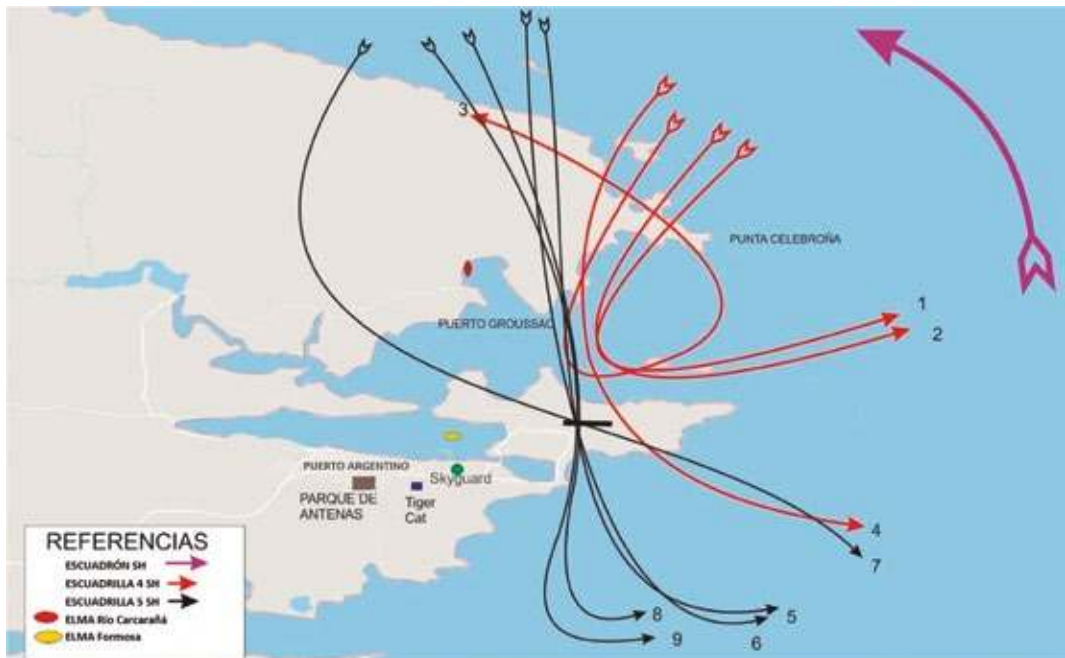 3
PUNTA CELEBROÑA
1
PUERTO GROUSSAC
2
PUERTO ARGENTINO
Skyguard
PARQUE DE
ANTENAS
Tiger
Cat
4
7
8
5
9
6
REFERENCIAS
ESCUADRÓN SH
ESCUADRILLA 4 SH
ESCUADRILLA 5 SH
ELMA Río Carcarañá
ELMA Formosa